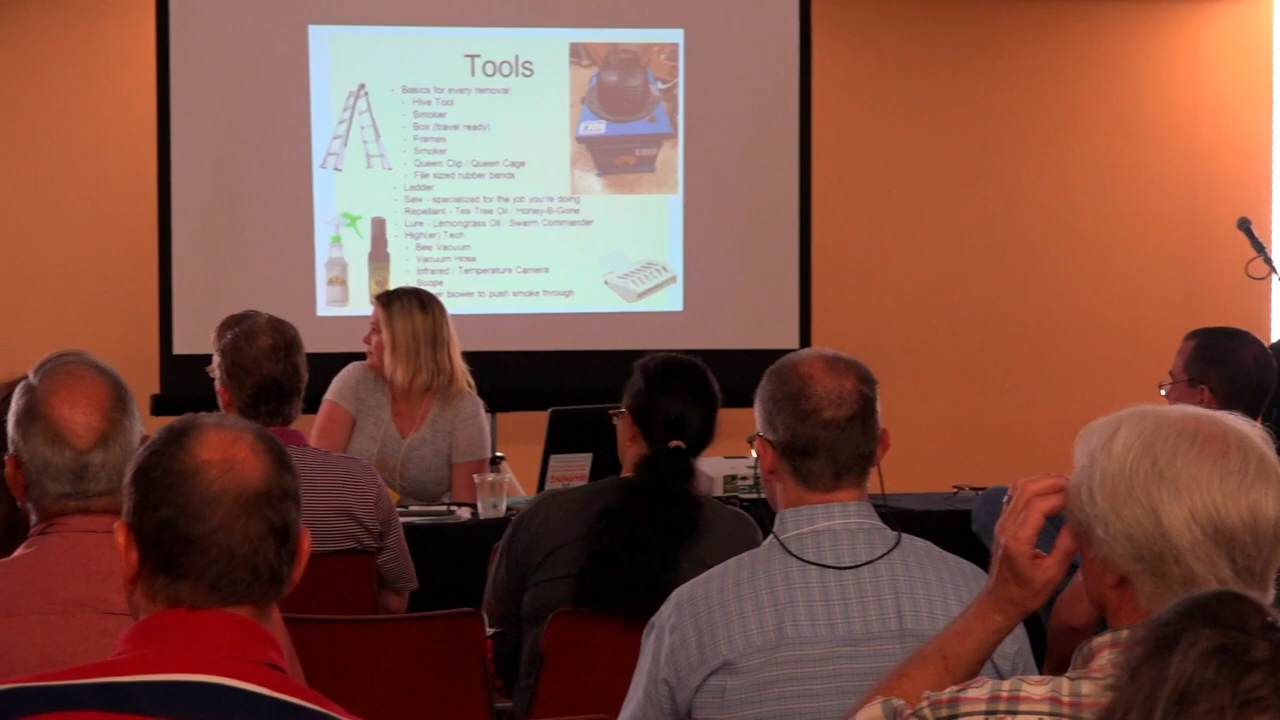 Tools
- Basics for every removal:
- Hive Tool
- Smoker
- Box (travel ready)
- Frames
- Smoker
- Queen Clip / Queen Cage
- File sized rubber bands
- Ladder
- Saw - specialized for the job you're doing
- Repellant - Tea Tree Oil / Honey-B-Gone
- Lure - Lemongrass Oil / Swarm Commander
- High(er) Tech
- Bee Vacuum
- Vacuum Hose
- Infrared / Temperature Camera
- Scope
blower to push smoke through